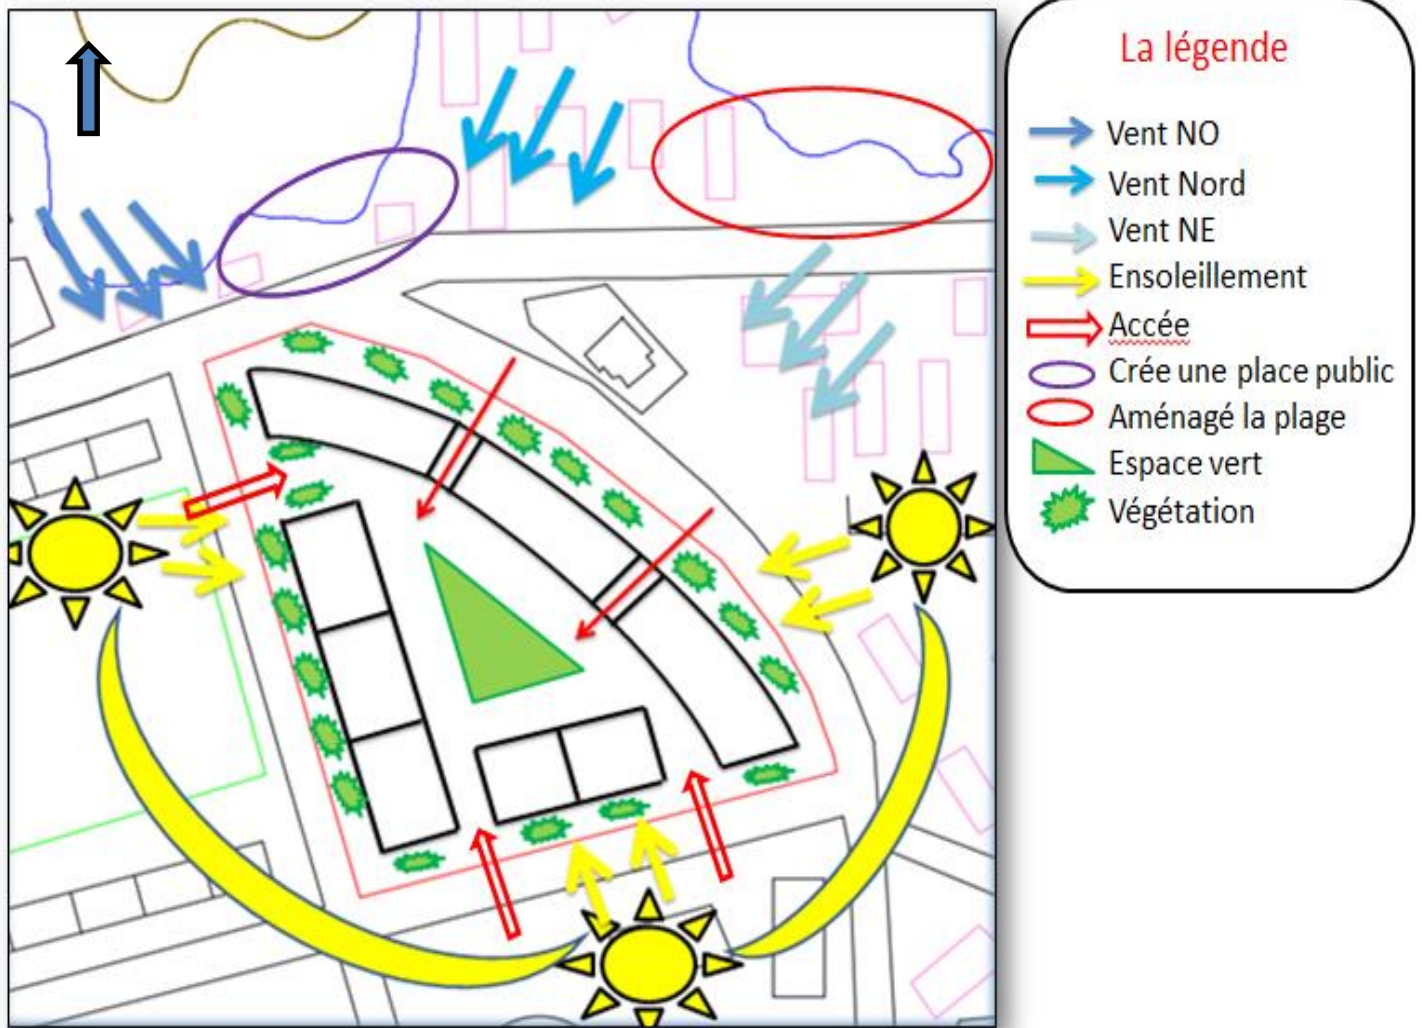 La légende
Vent NO
Vent Nord
Vent NE
Ensoleillement
Accée
Crée une place public
Aménagé la plage
Espace vert
Végétation